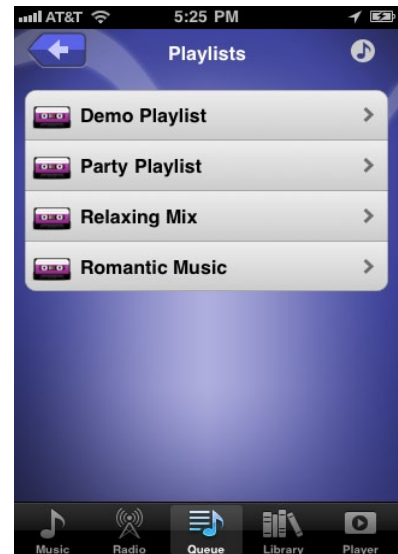 AT&T 5:25 PM
Playlists
Demo Playlist
Party Playlist
Relaxing Mix
Romantic Music
Music Radio Queue Library Player